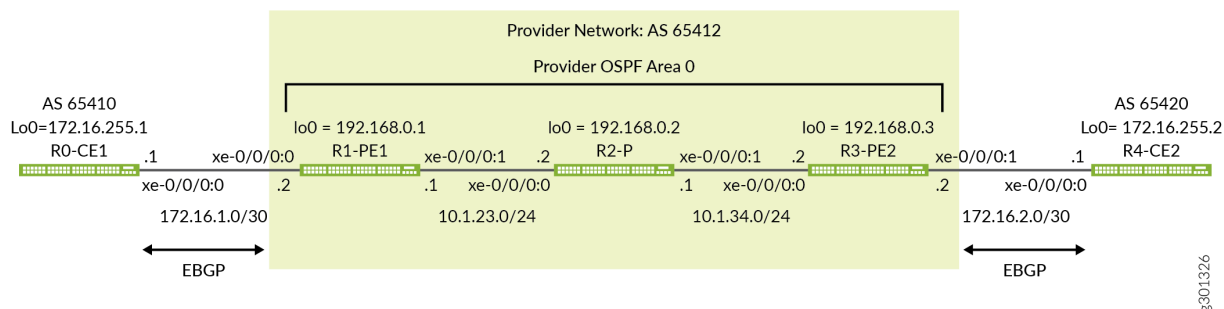 Provider Network: AS 65412
Provider OSPF Area 0
AS 65410
Lo0=172.16.255.1
R0-CE1
lo0 = 192.168.0.1
R1-PE1
lo0 = 192.168.0.2
R2-P
lo0 = 192.168.0.3
R3-PE2
AS 65420
Lo0= 172.16.255.2
R4-CE2
.1
xe-0/0/0:0
xe-0/0/0:1
.2
xe-0/0/0:1
.2
xe-0/0/0:1
.1
xe-0/0/0:0
.2
.1
xe-0/0/0:0
.1
xe-0/0/0:0
.2
xe-0/0/0:0
172.16.1.0/30
10.1.23.0/24
10.1.34.0/24
172.16.2.0/30
EBGP
EBGP
g301326